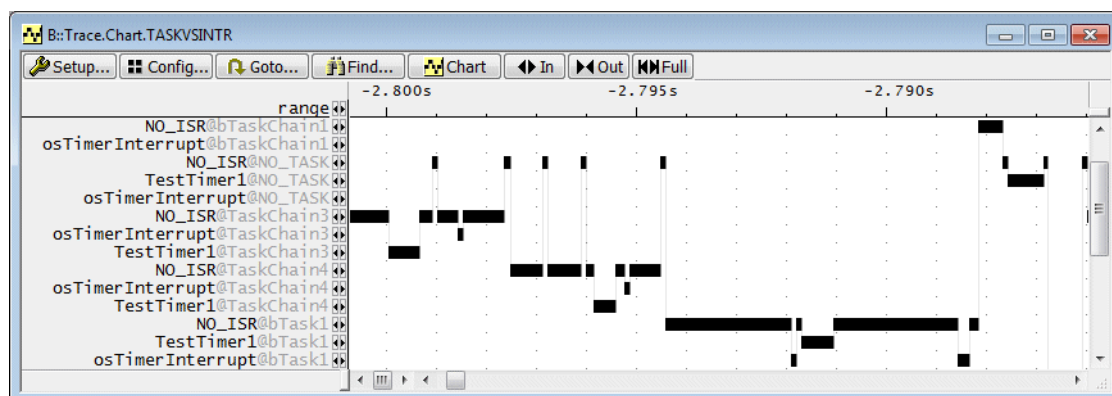 B::Trace.Chart.TASKVSINTR
Setup... Config... Goto... Find... Chart In Out Full
-2.800s -2.795s -2.790s
range
NO_ISR@bTaskChain1
osTimerInterrupt@bTaskChain1
NO_ISR@NO_TASK
TestTimer1@NO_TASK
osTimerInterrupt@NO_TASK
NO_ISR@TaskChain3
osTimerInterrupt@TaskChain3
TestTimer1@TaskChain3
NO_ISR@TaskChain4
osTimerInterrupt@TaskChain4
TestTimer1@TaskChain4
NO_ISR@bTask1
TestTimer1@bTask1
osTimerInterrupt@bTask1